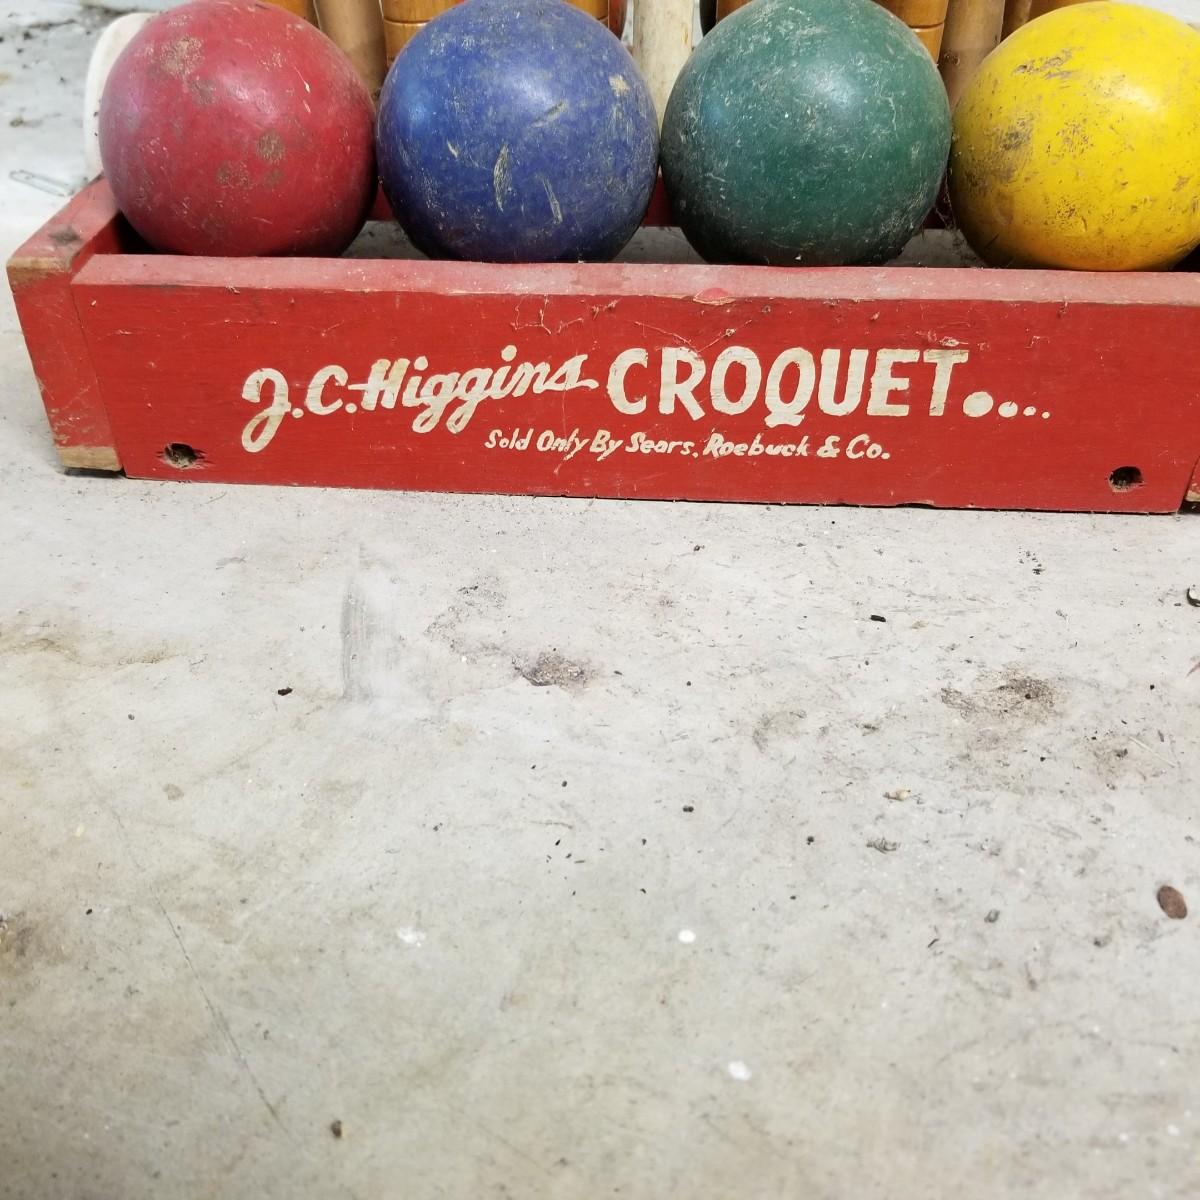 J.C. Higgins CROQUET....
Sold Only By Sears, Roebuck & Co.